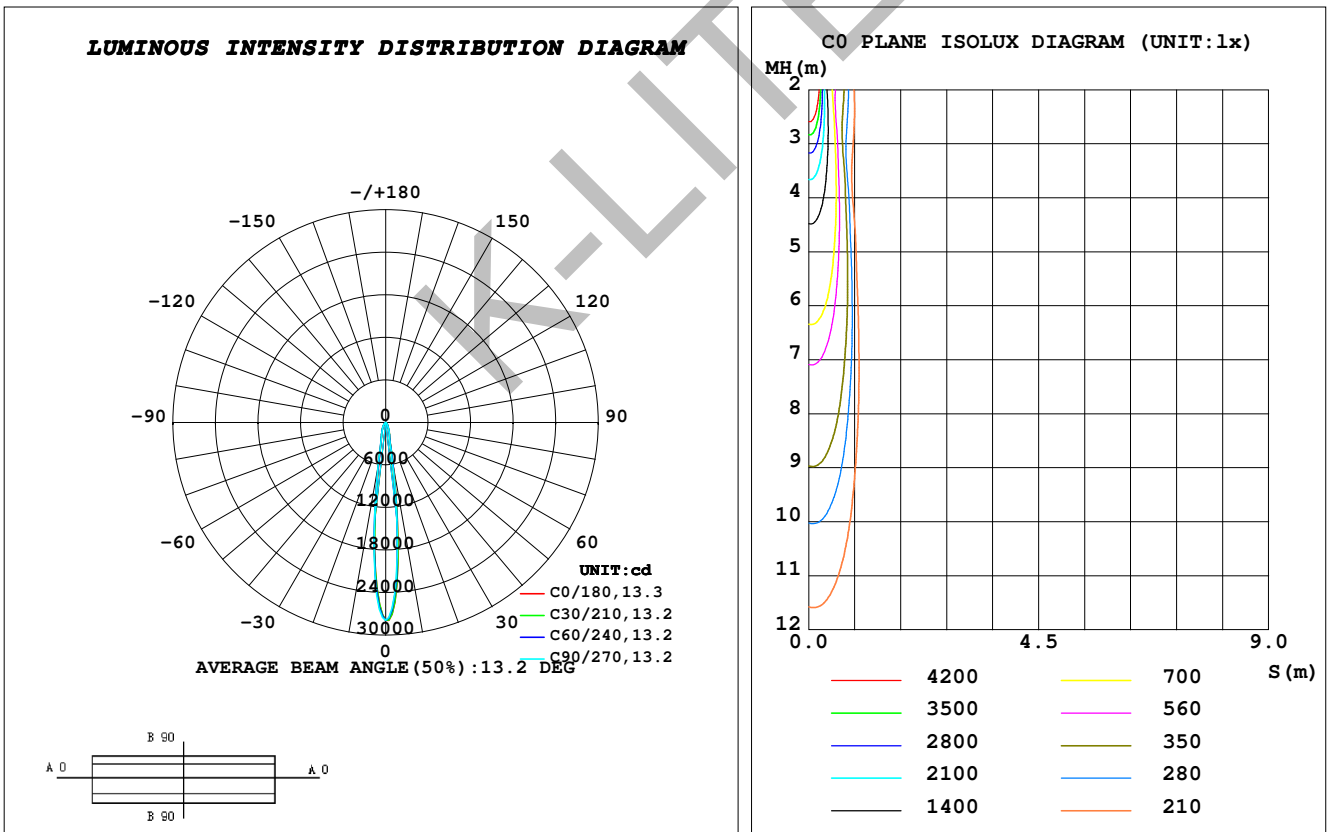 LUMINOUS INTENSITY DISTRIBUTION DIAGRAM
-/+180
-150
150
-120
120
-90
90
-60
60
-30
30
0
6000
12000
18000
24000
30000
0
UNIT:cd
C0/180,13.3
C30/210,13.2
C60/240,13.2
C90/270,13.2
AVERAGE BEAM ANGLE(50%):13.2 DEG
B 90
A 0
A 0
B 90
C0 PLANE ISOLUX DIAGRAM (UNIT:lx)
MH(m)
2
3
4
5
6
7
8
9
10
11
12
0.0
4.5
9.0
S(m)
4200
700
3500
560
2800
350
2100
280
1400
210
K-LITE